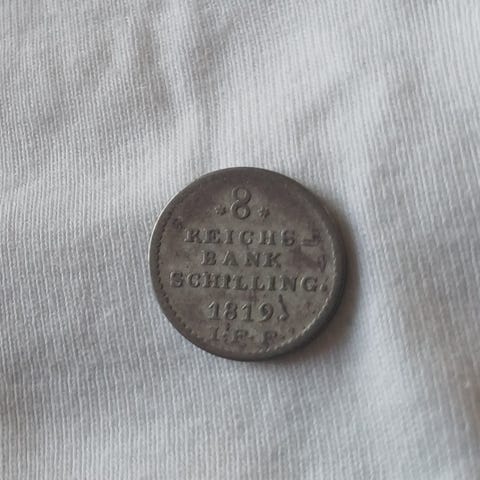 *8*
REICHS-
BANK
SCHILLING.
1819.
I.F.F.